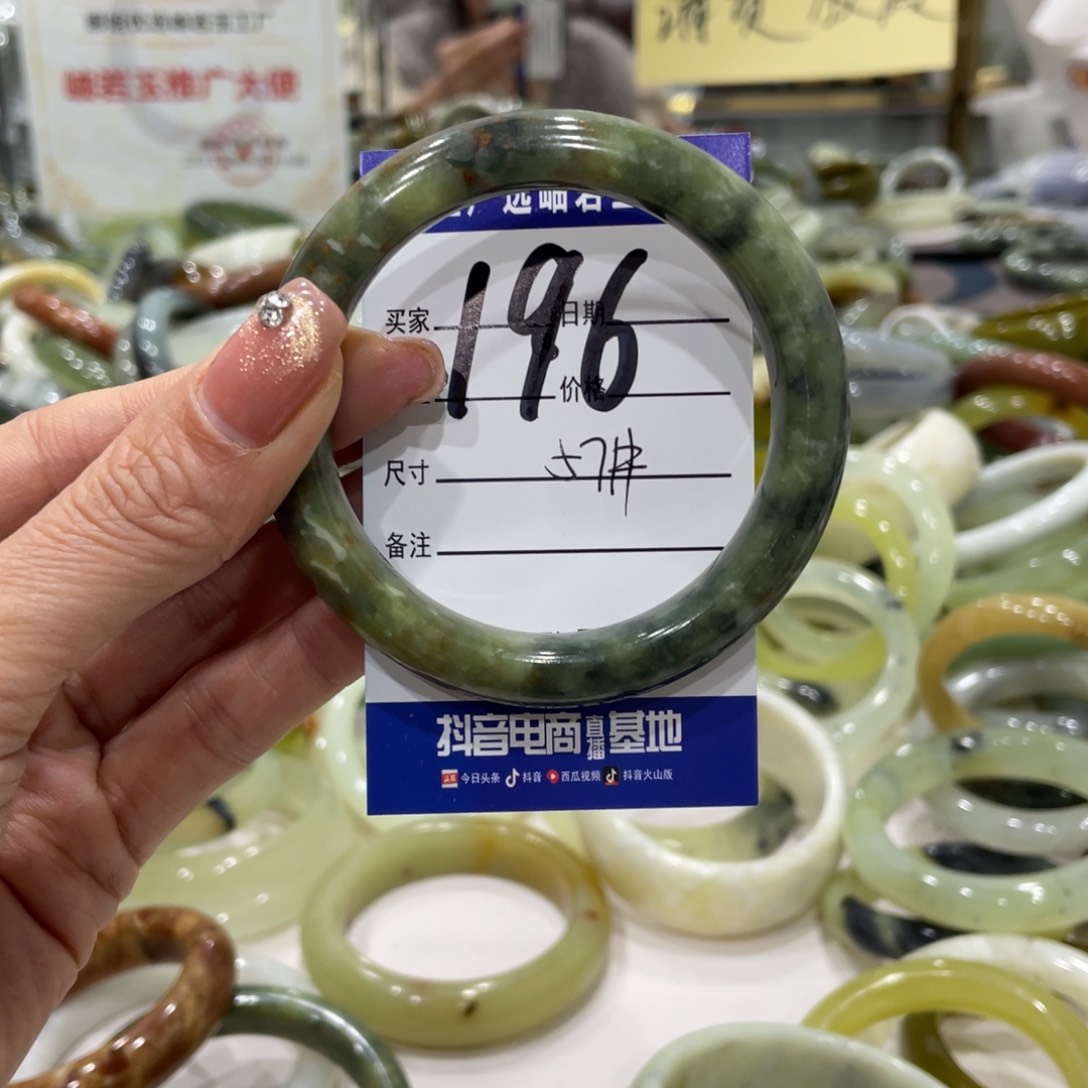 岫岩玉推广大使
远岫岩
196
买家 日期
价格
尺寸 57#
备注
抖音电商直播基地
今日头条 抖音 西瓜视频 抖音火山版